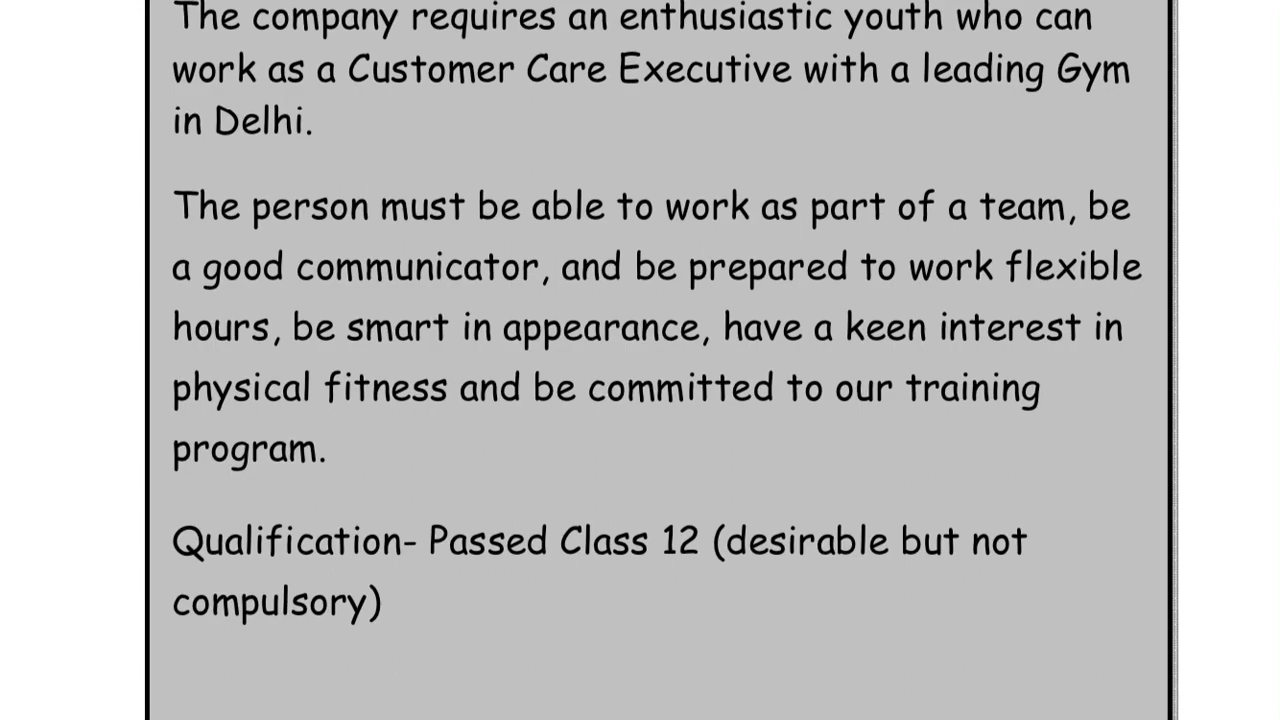 The company requires an enthusiastic youth who can
work as a Customer Care Executive with a leading Gym
in Delhi.
The person must be able to work as part of a team, be
a good communicator, and be prepared to work flexible
hours, be smart in appearance, have a keen interest in
physical fitness and be committed to our training
program.
Qualification- Passed Class 12 (desirable but not
compulsory)